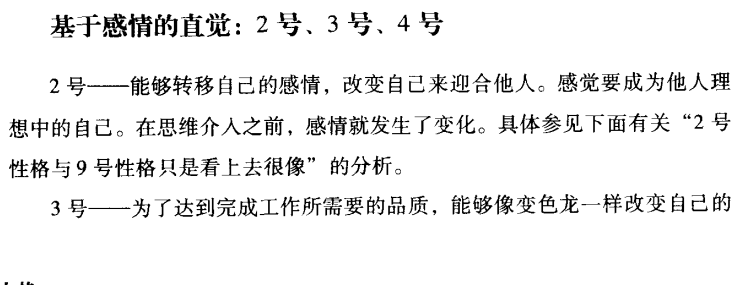 基于感情的直觉：2号、3号、4号
2号——能够转移自己的感情，改变自己来迎合他人。感觉要成为他人理
想中的自己。在思维介入之前，感情就发生了变化。具体参见下面有关“2号
性格与9号性格只是看上去很像”的分析。
3号——为了达到完成工作所需要的品质，能够像变色龙一样改变自己的